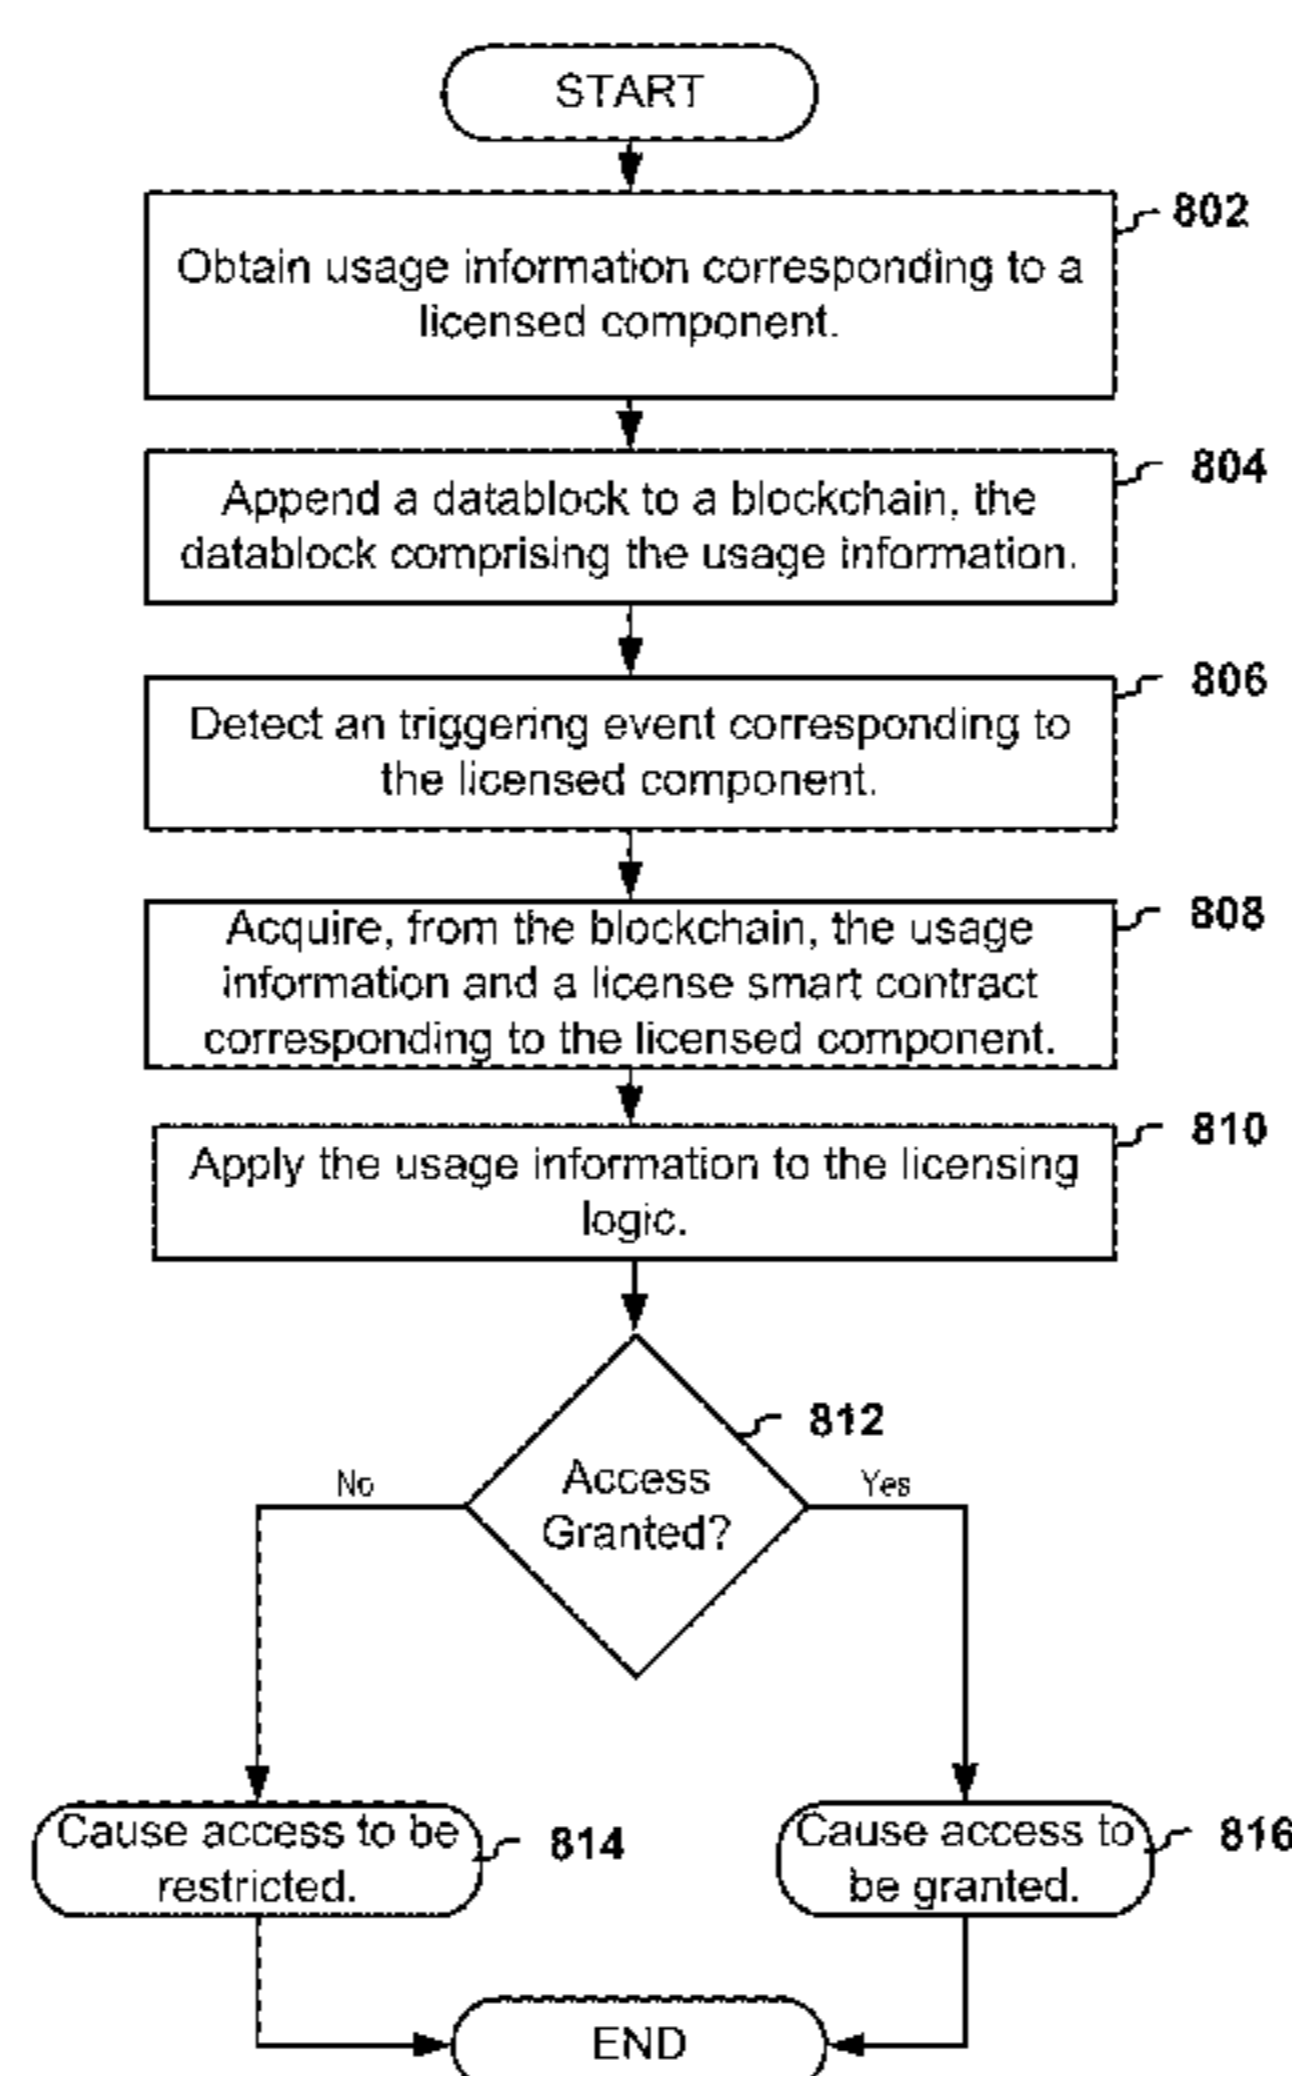 START
802
Obtain usage information corresponding to a
licensed component.
804
Append a datablock to a blockchain, the
datablock comprising the usage information.
806
Detect an triggering event corresponding to
the licensed component.
808
Acquire, from the blockchain, the usage
information and a license smart contract
corresponding to the licensed component.
810
Apply the usage information to the licensing
logic.
812
Access
Granted?
No
Yes
Cause access to be
restricted.
814
Cause access to
be granted.
816
END